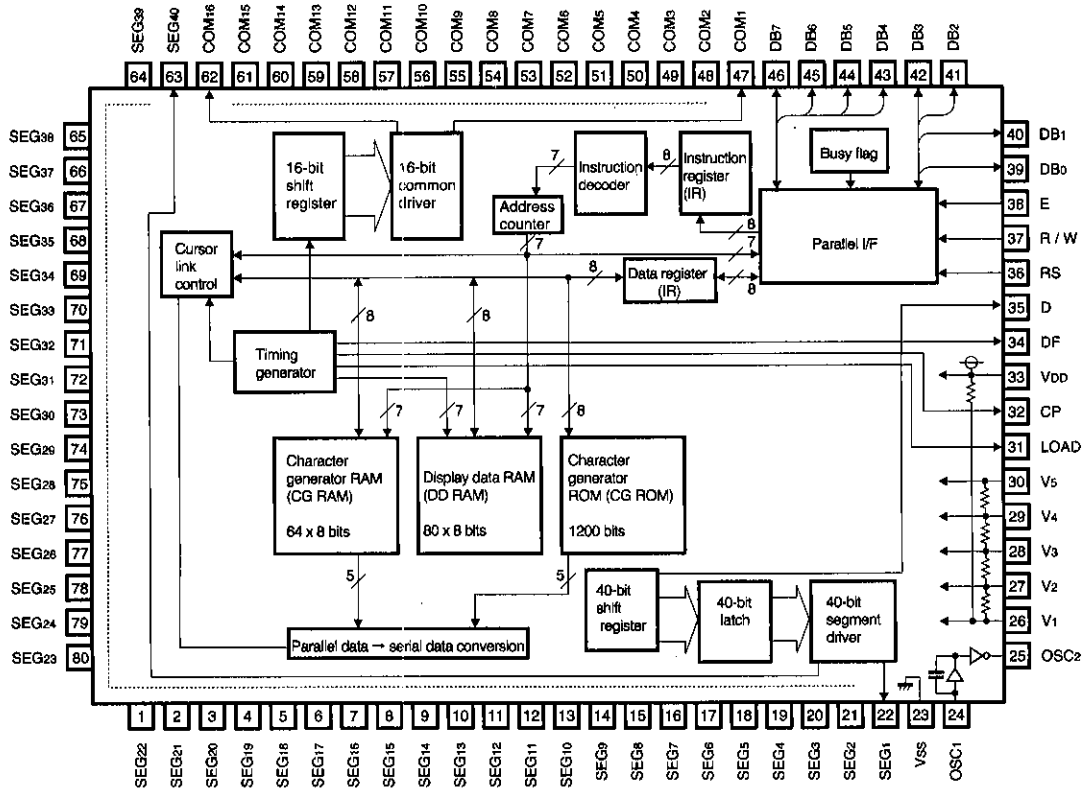 SEG39
SEG40
COM16
COM15
COM14
COM13
COM12
COM11
COM10
COM9
COM8
COM7
COM6
COM5
COM4
COM3
COM2
COM1
DB7
DB6
DB5
DB4
DB3
DB2
64
63
62
61
60
59
58
57
56
55
54
53
52
51
50
49
48
47
46
45
44
43
42
41
SEG38 65
SEG37 66
SEG36 67
SEG35 68
SEG34 69
SEG33 70
SEG32 71
SEG31 72
SEG30 73
SEG29 74
SEG28 75
SEG27 76
SEG26 77
SEG25 78
SEG24 79
SEG23 80
16-bit
shift
register
16-bit
common
driver
7
Instruction
decoder
8
Instruction
register
(IR)
Busy flag
Address
counter
7
8
7
Parallel I/F
Cursor
link
control
8
Data register
(IR)
8
8
8
Timing
generator
7
7
7
8
Character
generator RAM
(CG RAM)
64 x 8 bits
Display data RAM
(DD RAM)
80 x 8 bits
Character
generator
ROM (CG ROM)
1200 bits
5
5
Parallel data → serial data conversion
40-bit
shift
register
40-bit
latch
40-bit
segment
driver
40 DB1
39 DB0
38 E
37 R / W
36 RS
35 D
34 DF
33 VDD
32 CP
31 LOAD
30 V5
29 V4
28 V3
27 V2
26 V1
25 OSC2
1
2
3
4
5
6
7
8
9
10
11
12
13
14
15
16
17
18
19
20
21
22
23
24
SEG22
SEG21
SEG20
SEG19
SEG18
SEG17
SEG16
SEG15
SEG14
SEG13
SEG12
SEG11
SEG10
SEG9
SEG8
SEG7
SEG6
SEG5
SEG4
SEG3
SEG2
SEG1
VSS
OSC1